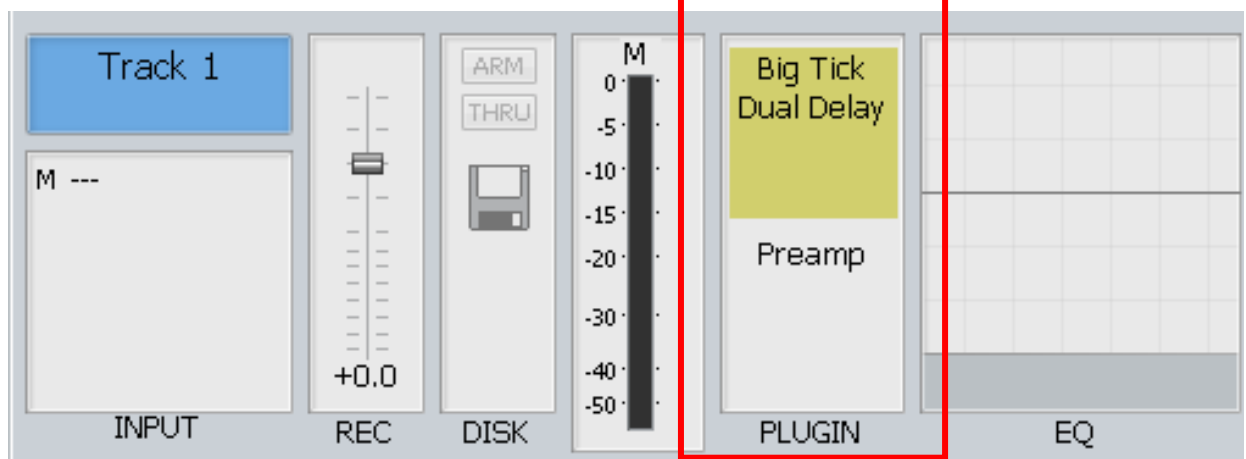 Track 1
M ---
INPUT
+0.0
REC
ARM
THRU
DISK
M
0
-5
-10
-15
-20
-30
-40
-50
Big Tick
Dual Delay
Preamp
PLUGIN
EQ